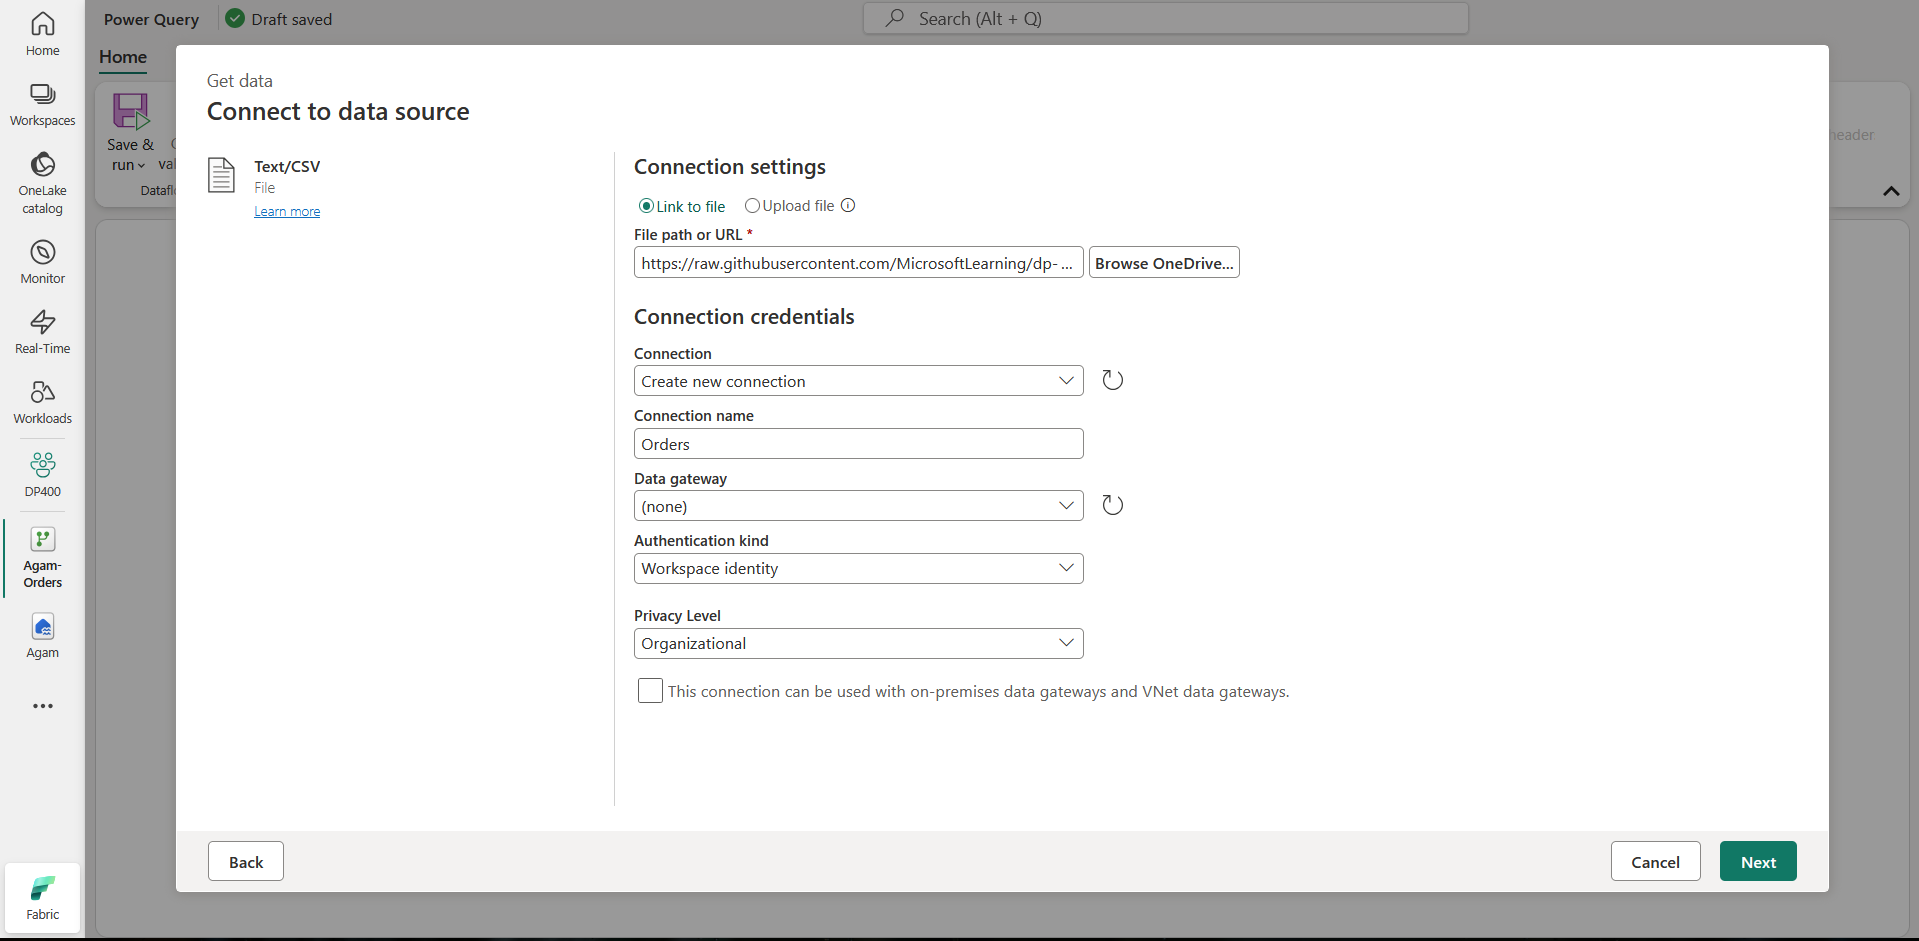 Power Query
Draft saved
Search (Alt + Q)
Home
Workspaces
OneLake
catalog
Monitor
Real-Time
Workloads
DP400
Agam-
Orders
Agam
Fabric
Home
Save &
run
Get data
Connect to data source
Text/CSV
File
Learn more
Connection settings
Link to file
Upload file
File path or URL *
https://raw.githubusercontent.com/MicrosoftLearning/dp- ...
Browse OneDrive...
Connection credentials
Connection
Create new connection
Connection name
Orders
Data gateway
(none)
Authentication kind
Workspace identity
Privacy Level
Organizational
This connection can be used with on-premises data gateways and VNet data gateways.
Back
Cancel
Next